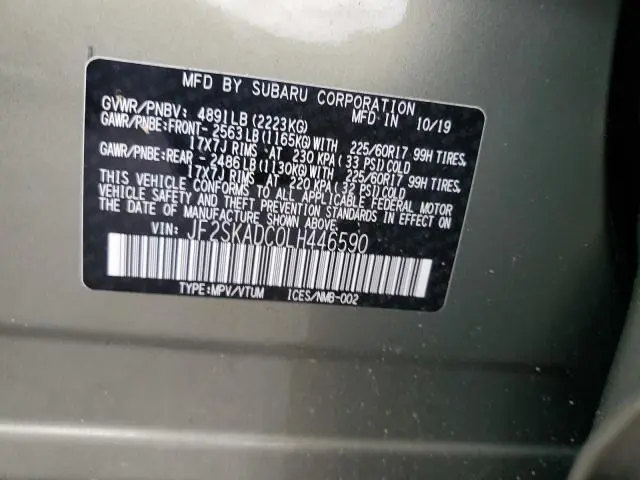 MFD BY SUBARU CORPORATION
GVWR/PNBV: 4891LB(2223KG) MFD IN 10/19
GAWR/PNBE:FRONT- 2563LB(1165KG)WITH 225/60R17 99H TIRES,
17X7J RIMS AT 230 KPA(33 PSI)COLD
GAWR/PNBE:REAR - 2486LB(1130KG)WITH 225/60R17 99H TIRES,
17X7J RIMS AT 220 KPA(32 PSI)COLD
THIS VEHICLE CONFORMS TO ALL APPLICABLE FEDERAL MOTOR
VEHICLE SAFETY AND THEFT PREVENTION STANDARDS IN EFFECT ON
THE DATE OF MANUFACTURE SHOWN ABOVE.
VIN: JF2SKADC0LH446590
TYPE:MPV/VTUM ICES/NMB-002